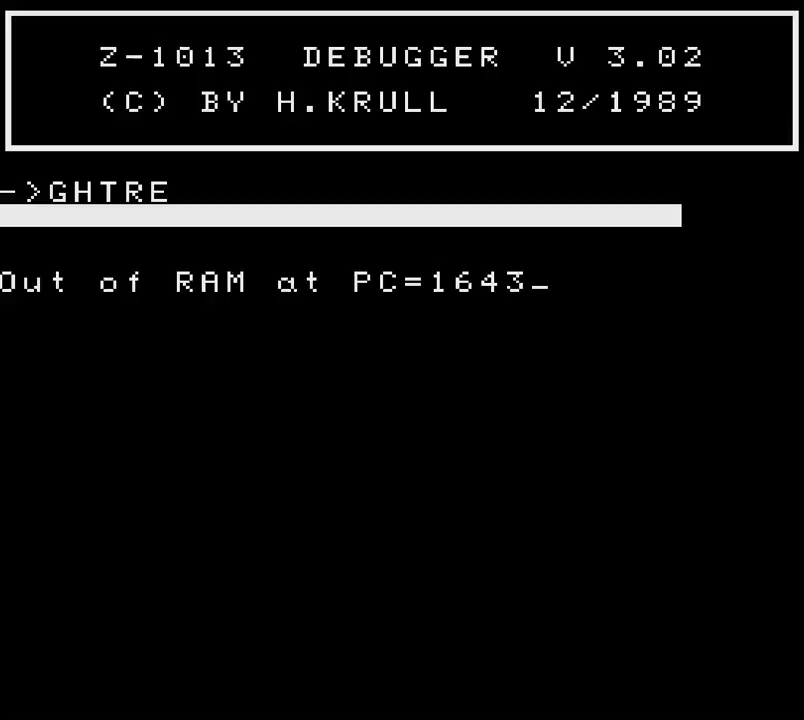 Z-1013 DEBUGGER V 3.02
(C) BY H.KRULL 12/1989
->GHTRE
Out of RAM at PC=1643_